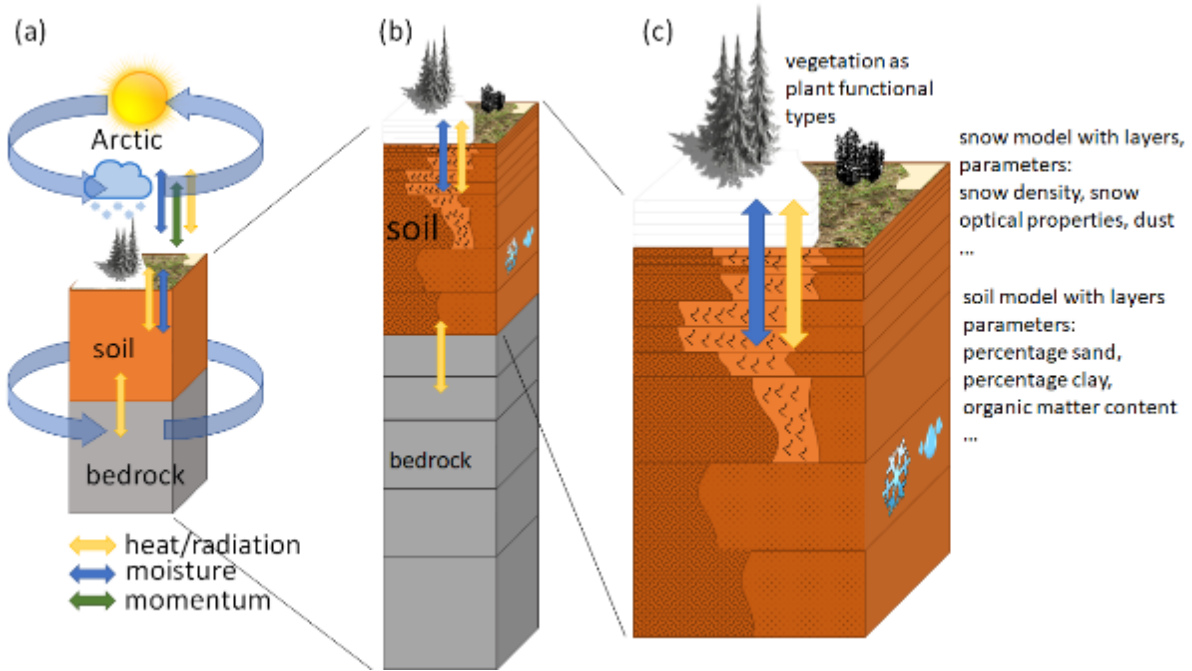 (a)
Arctic
soil
bedrock
heat/radiation
moisture
momentum
(b)
soil
bedrock
(c)
vegetation as
plant functional
types
snow model with layers,
parameters:
snow density, snow
optical properties, dust
...
soil model with layers
parameters:
percentage sand,
percentage clay,
organic matter content
...